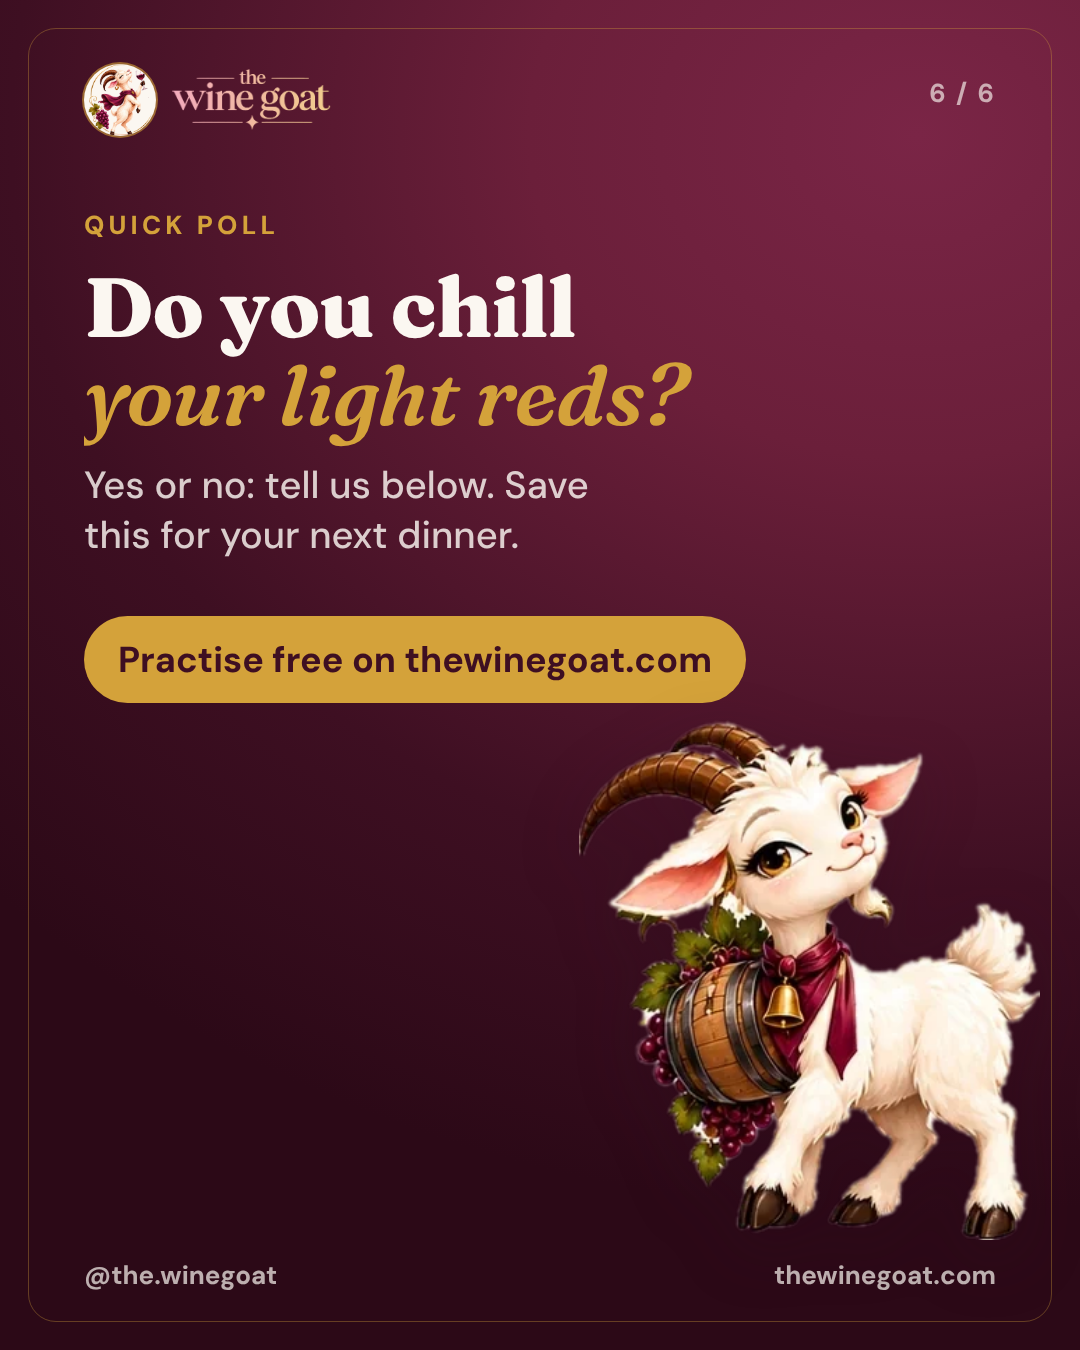 the
wine goat
6 / 6
QUICK POLL
Do you chill
your light reds?
Yes or no: tell us below. Save
this for your next dinner.
Practise free on thewinegoat.com
@the.winegoat
thewinegoat.com